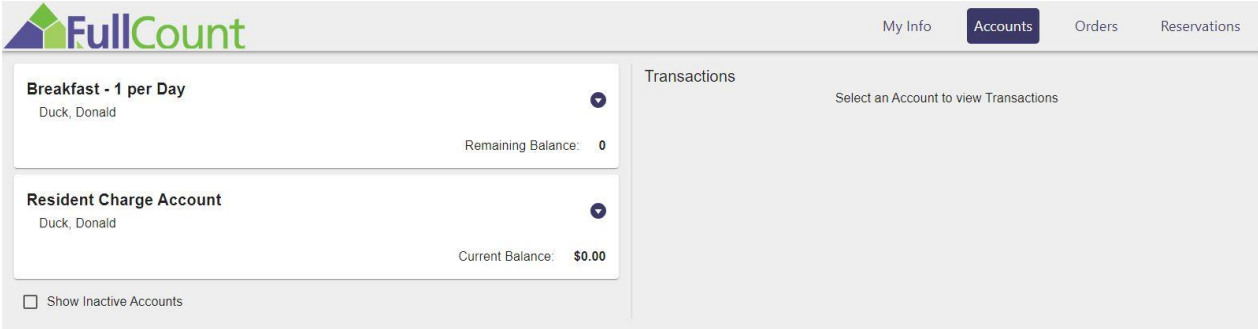 FullCount
My Info Accounts Orders Reservations
Breakfast - 1 per Day
Duck, Donald
Remaining Balance: 0
Resident Charge Account
Duck, Donald
Current Balance: $0.00
Show Inactive Accounts
Transactions
Select an Account to view Transactions